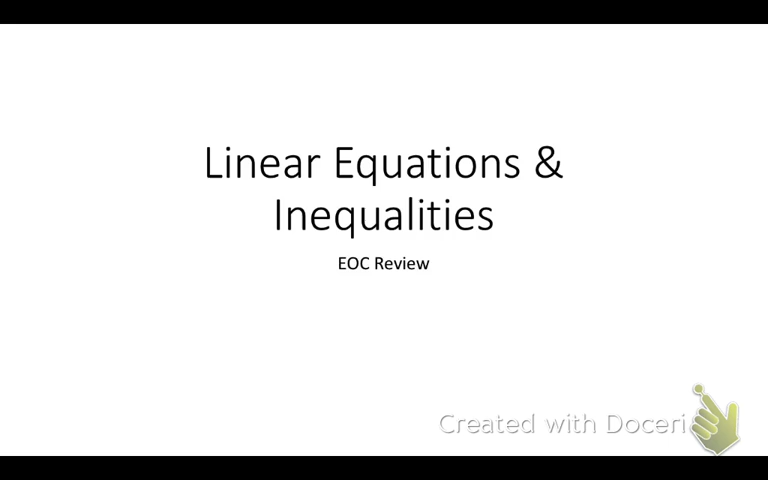 Linear Equations &
Inequalities
EOC Review
Created with Doceri